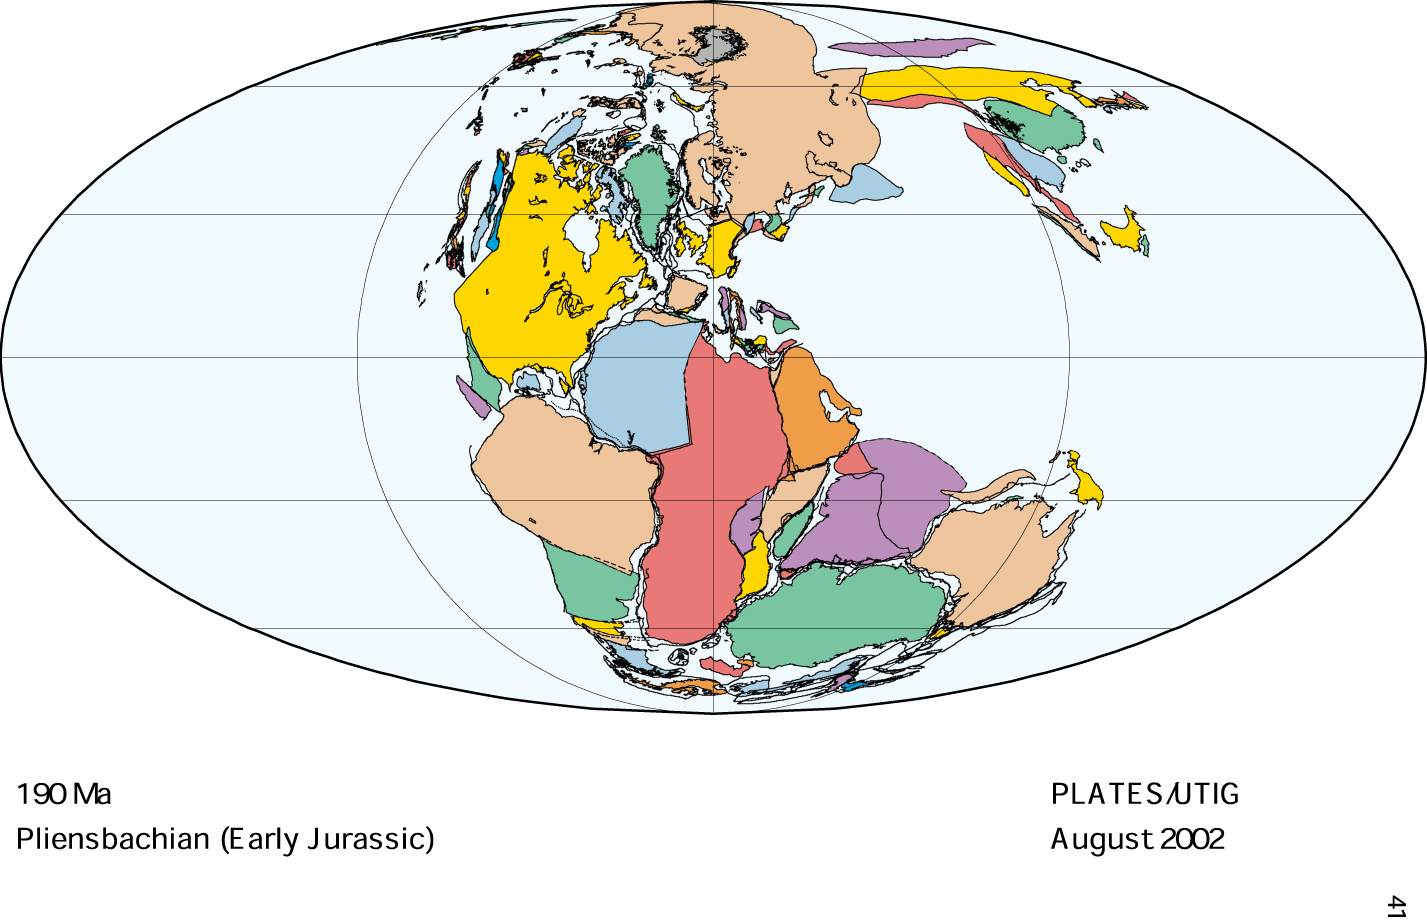 190 Ma
Pliensbachian (Early Jurassic)
PLATES/UTIG
August 2002
41